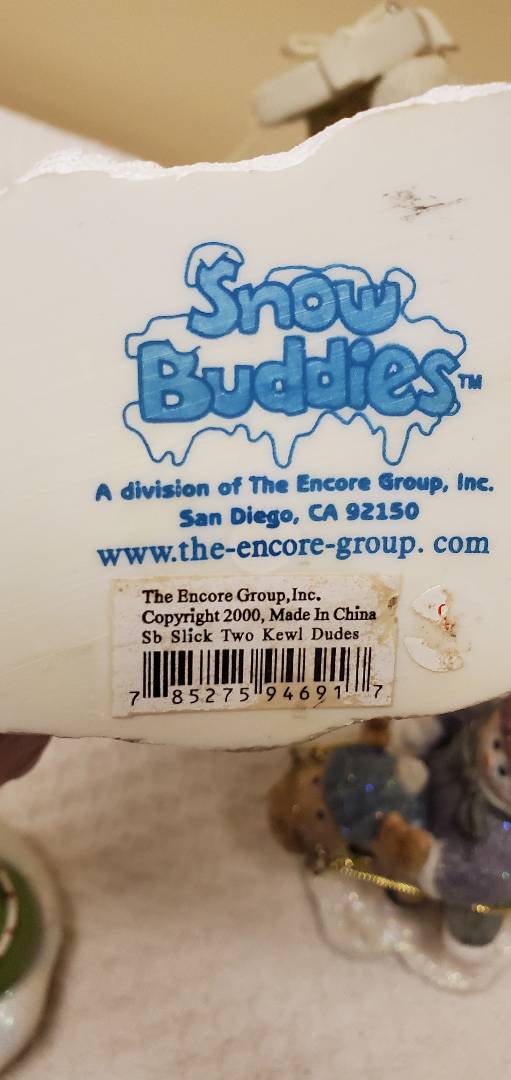 Snow
Buddies™
A division of The Encore Group, Inc.
San Diego, CA 92150
www.the-encore-group. com
The Encore Group,Inc.
Copyright 2000, Made In China
Sb Slick Two Kewl Dudes
7 85275 94691 7